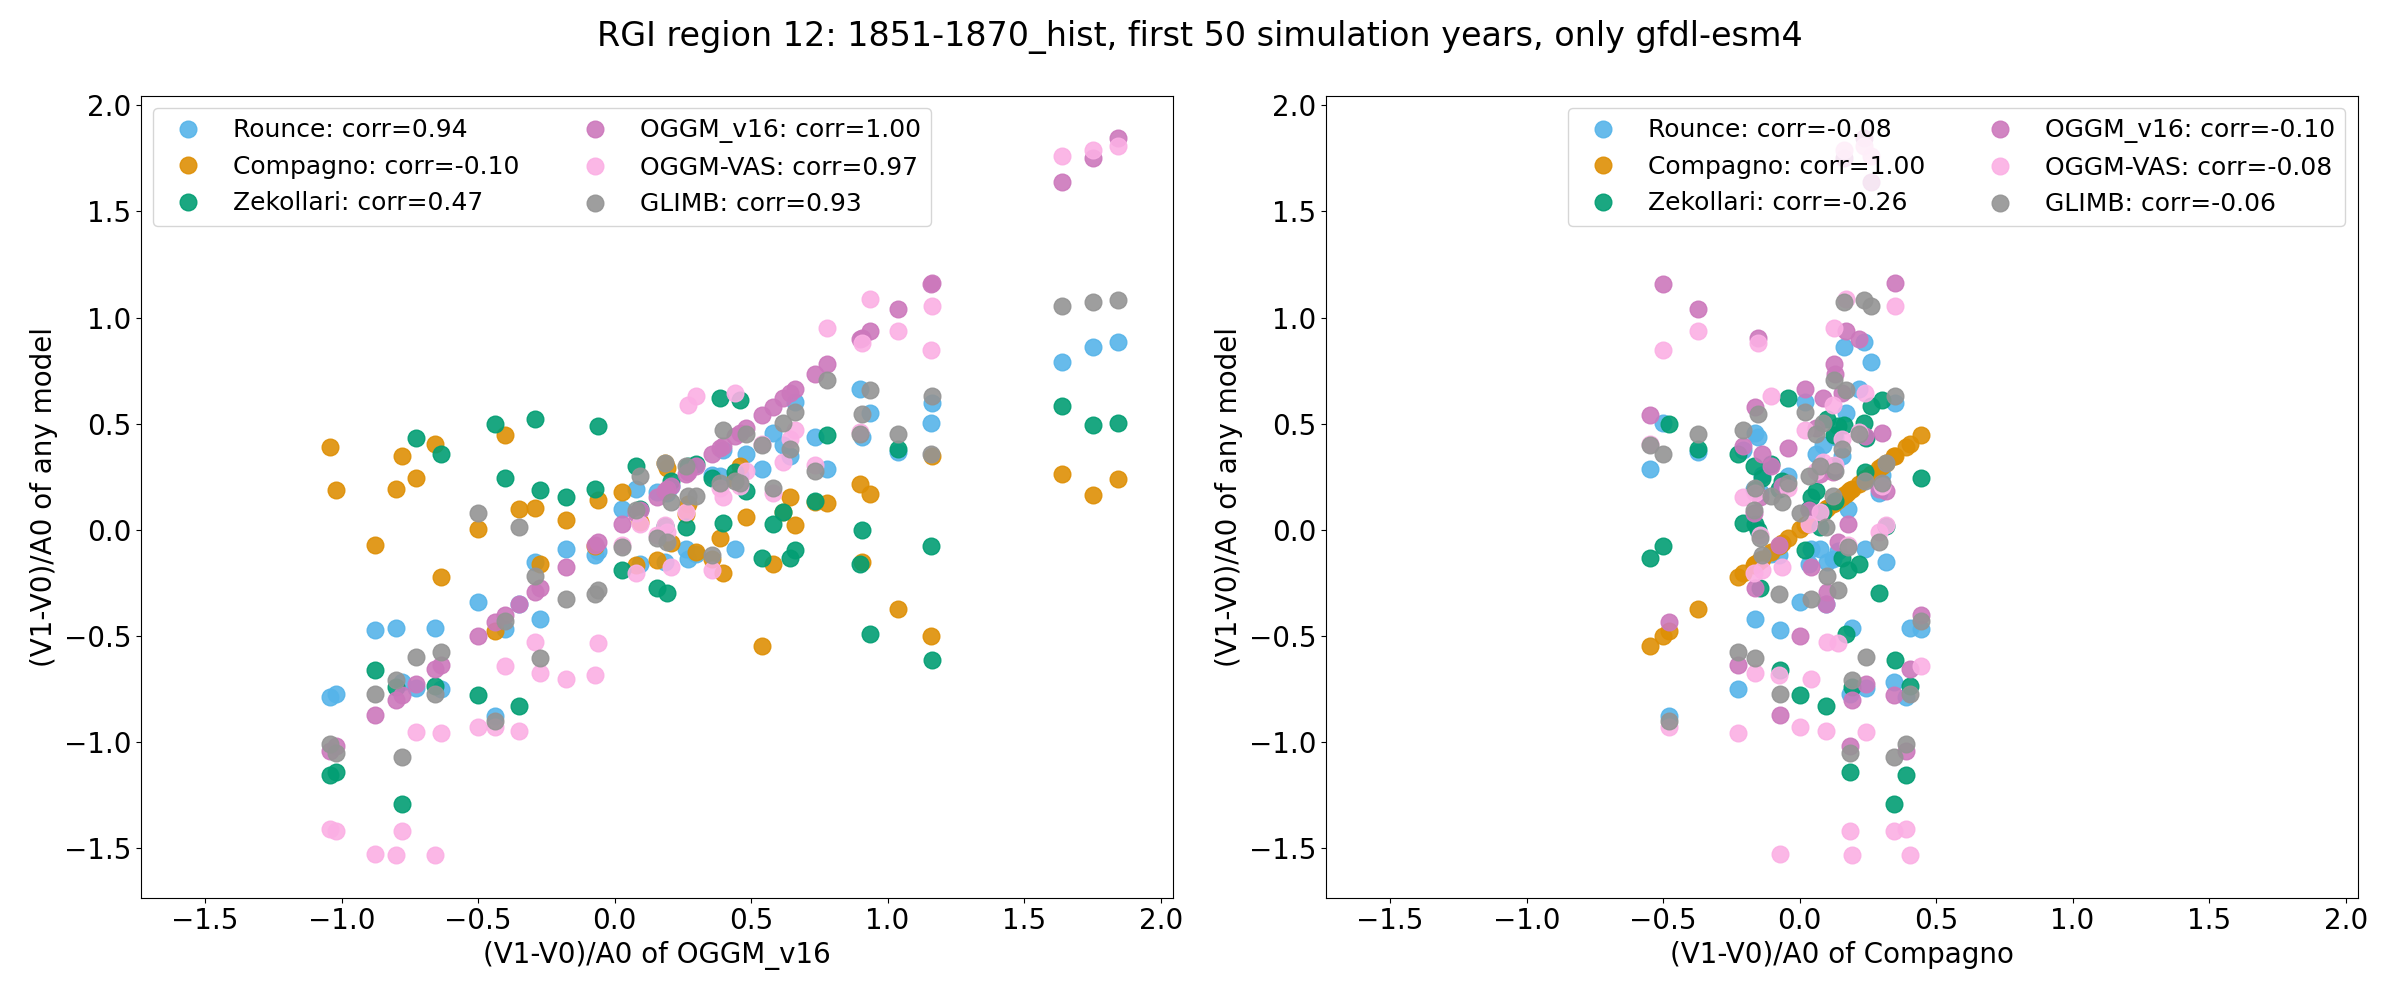 RGI region 12: 1851-1870_hist, first 50 simulation years, only gfdl-esm4
(V1-V0)/A0 of any model
2.0
1.5
1.0
0.5
0.0
−0.5
−1.0
−1.5
Rounce: corr=0.94
Compagno: corr=-0.10
Zekollari: corr=0.47
OGGM_v16: corr=1.00
OGGM-VAS: corr=0.97
GLIMB: corr=0.93
−1.5 −1.0 −0.5 0.0 0.5 1.0 1.5 2.0
(V1-V0)/A0 of OGGM_v16
(V1-V0)/A0 of any model
2.0
1.5
1.0
0.5
0.0
−0.5
−1.0
−1.5
Rounce: corr=-0.08
Compagno: corr=1.00
Zekollari: corr=-0.26
OGGM_v16: corr=-0.10
OGGM-VAS: corr=-0.08
GLIMB: corr=-0.06
−1.5 −1.0 −0.5 0.0 0.5 1.0 1.5 2.0
(V1-V0)/A0 of Compagno